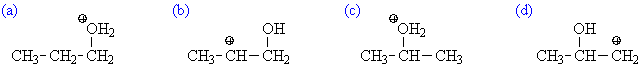 (a) (b) (c) (d)
⊕ OH ⊕ OH
OH2 ⊕ OH2 ⊕
CH3–CH2–CH2 CH3–CH–CH2 CH3–CH–CH3 CH3–CH–CH2